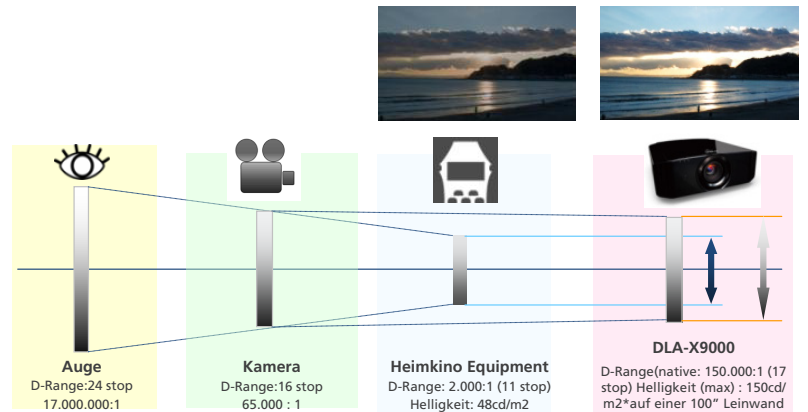 Auge
D-Range:24 stop
17.000.000:1
Kamera
D-Range:16 stop
65.000 : 1
Heimkino Equipment
D-Range: 2.000:1 (11 stop)
Helligkeit: 48cd/m2
DLA-X9000
D-Range(native: 150.000:1 (17
stop) Helligkeit (max) : 150cd/
m2*auf einer 100“ Leinwand